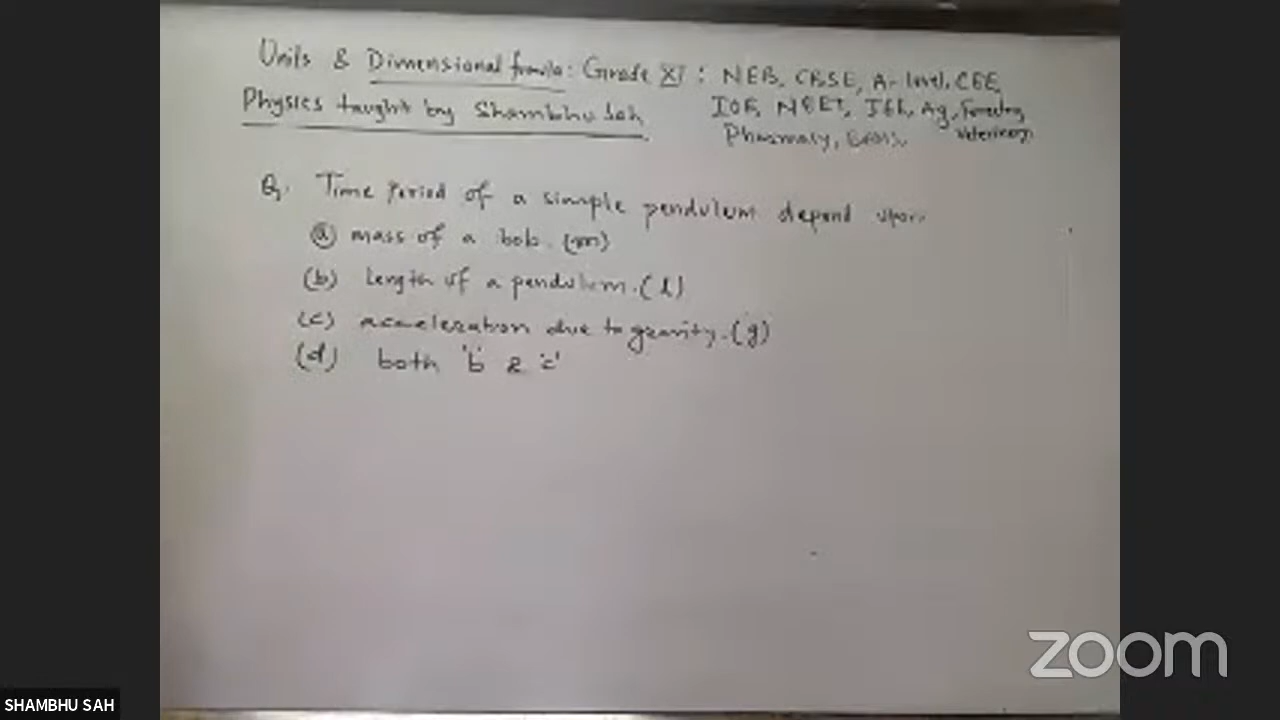 Units & Dimensional formula: Grade XI: NEB, CBSE, A-level, CEE,
Physics taught by Shambhu Sah IOE, NEET, JEE, Ag, Forestry,
Pharmacy, Veterinary
Q. Time Period of a simple pendulum depend upon
(a) mass of a bob. (m)
(b) length of a pendulum. (l)
(c) acceleration due to gravity. (g)
(d) both 'b' & 'c'
zoom
SHAMBHU SAH